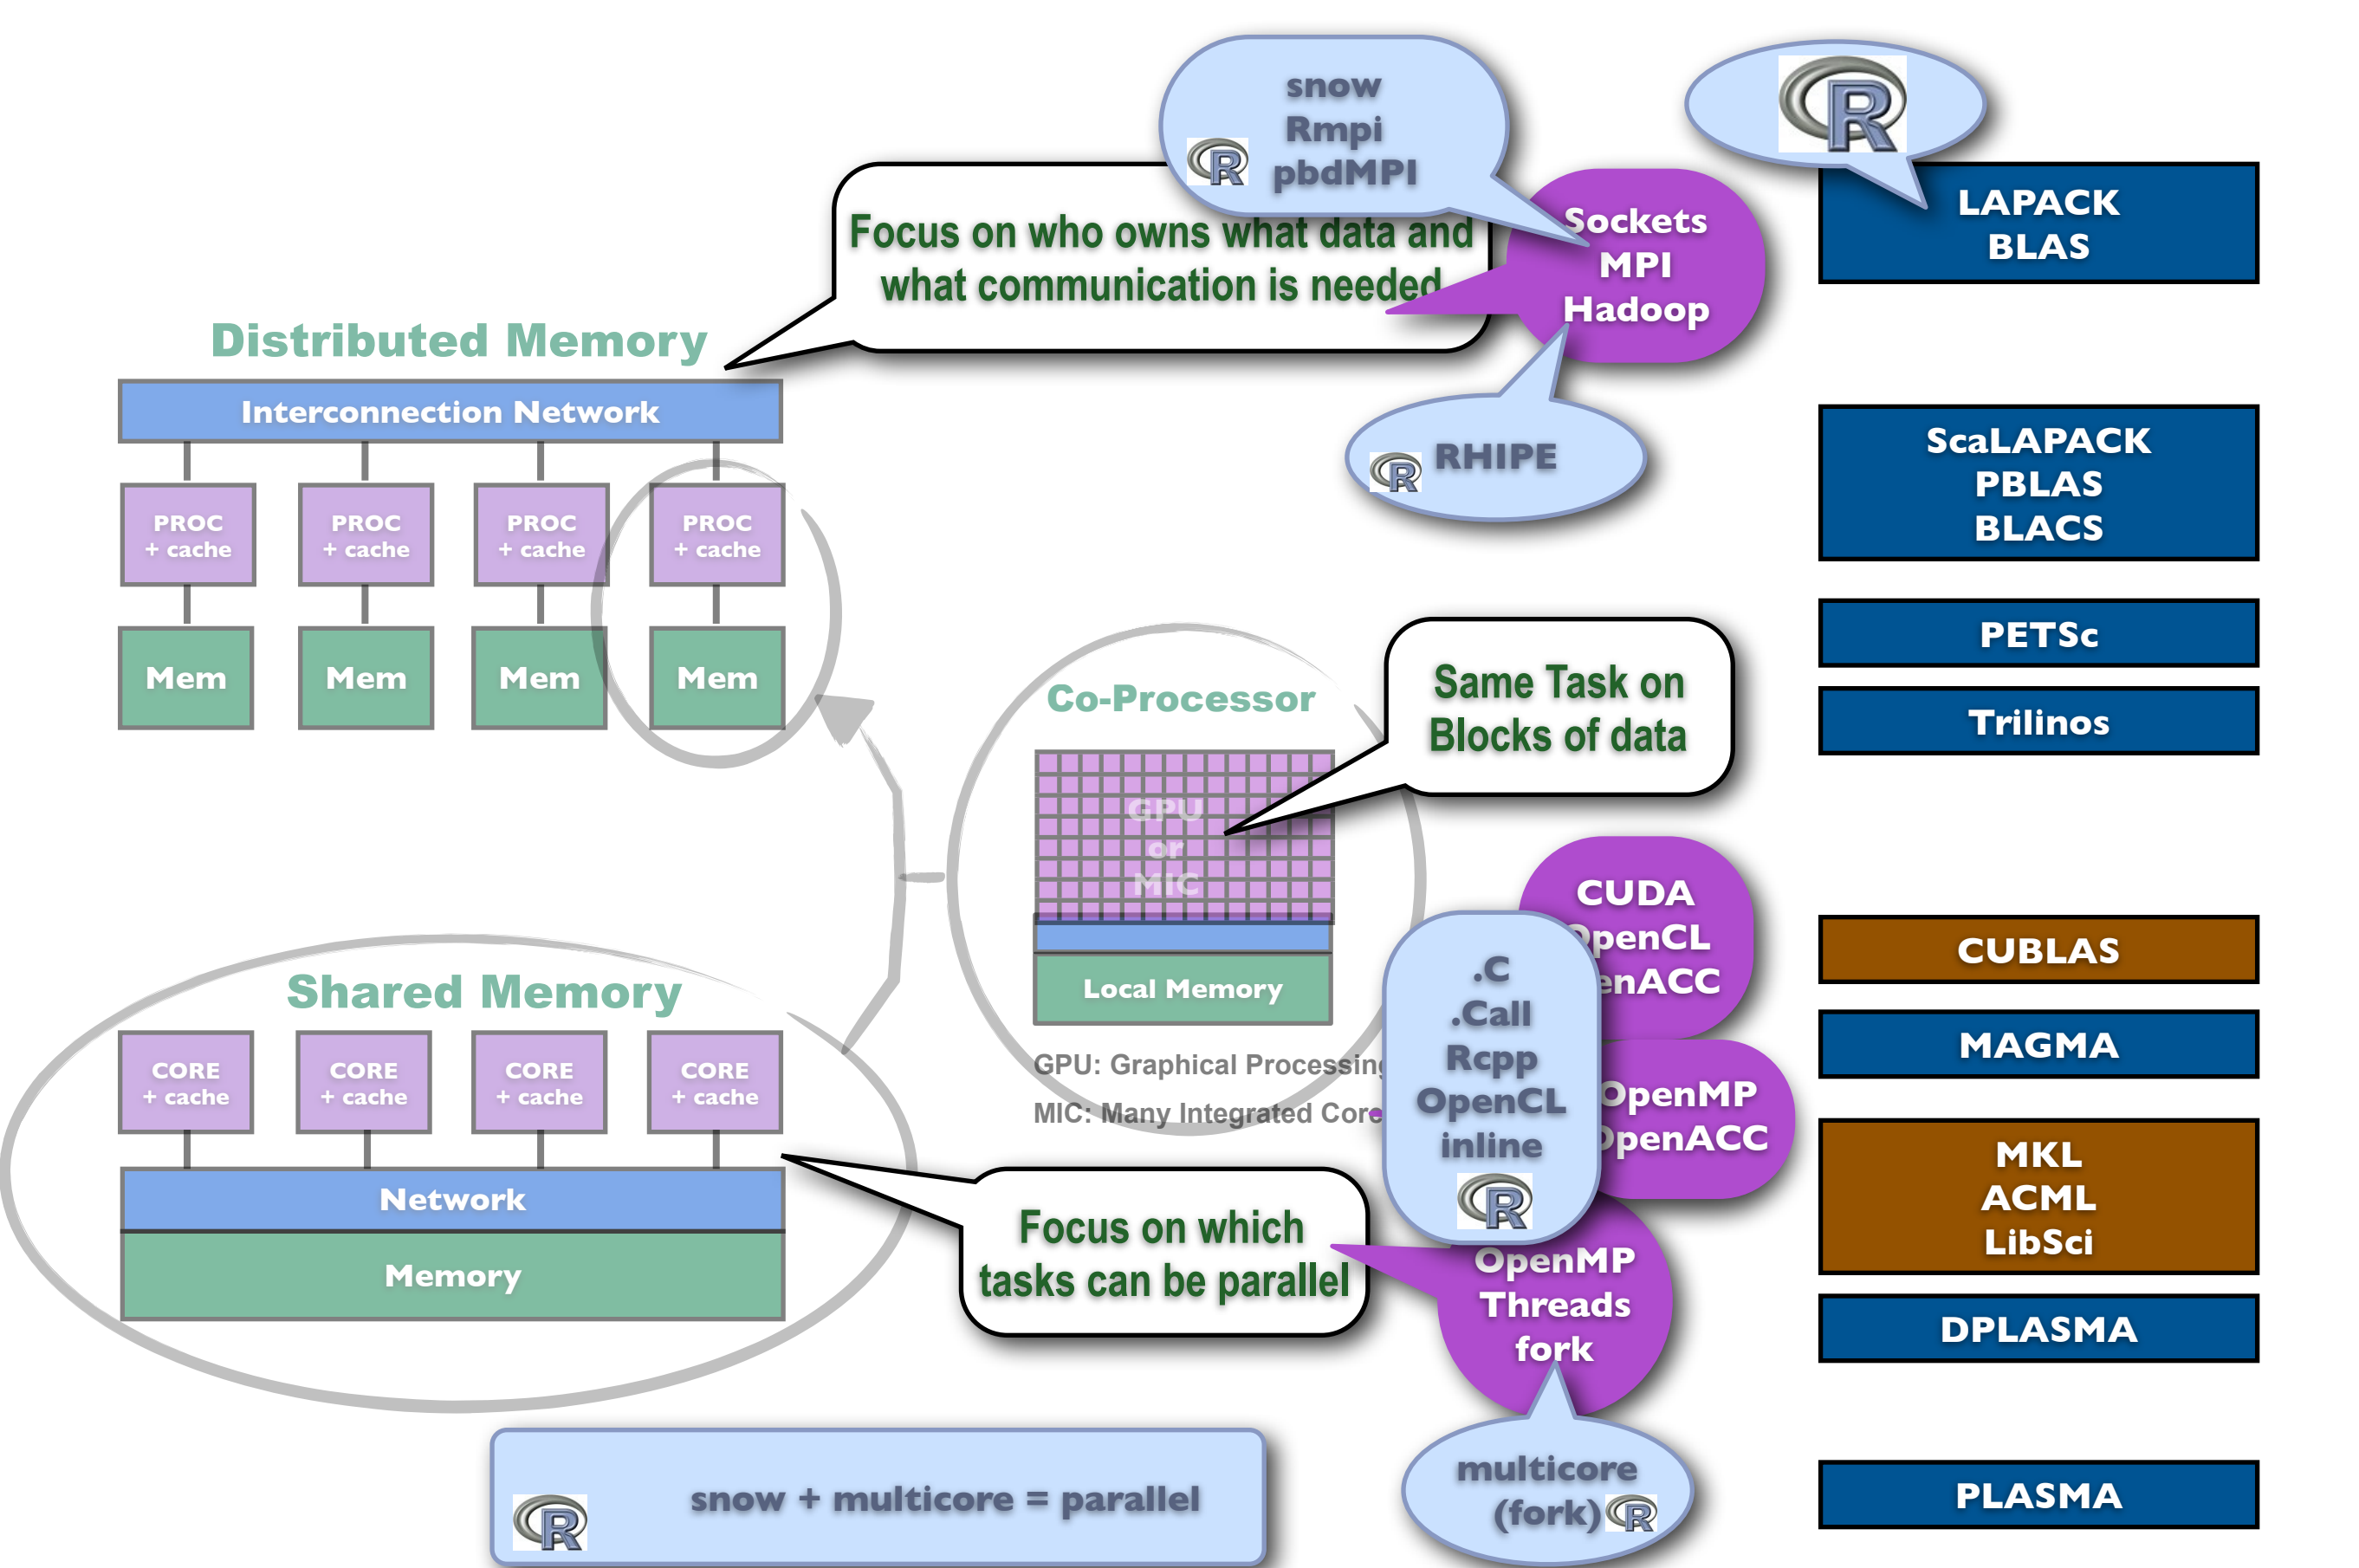 snow
Rmpi
pbdMPI
R
R
Focus on who owns what data and
what communication is needed
Sockets
MPI
Hadoop
LAPACK
BLAS
Distributed Memory
Interconnection Network
PROC
+ cache
PROC
+ cache
PROC
+ cache
PROC
+ cache
Mem
Mem
Mem
Mem
RHIPE
R
ScaLAPACK
PBLAS
BLACS
PETSc
Trilinos
Co-Processor
GPU
or
MIC
Local Memory
GPU: Graphical Processing
MIC: Many Integrated Core
Same Task on
Blocks of data
CUDA
OpenCL
.C
.Call
Rcpp
OpenCL
inline
R
OpenMP
OpenACC
CUBLAS
MAGMA
MKL
ACML
LibSci
DPLASMA
PLASMA
Shared Memory
CORE
+ cache
CORE
+ cache
CORE
+ cache
CORE
+ cache
Network
Memory
Focus on which
tasks can be parallel
OpenMP
Threads
fork
multicore
(fork)
R
R
snow + multicore = parallel